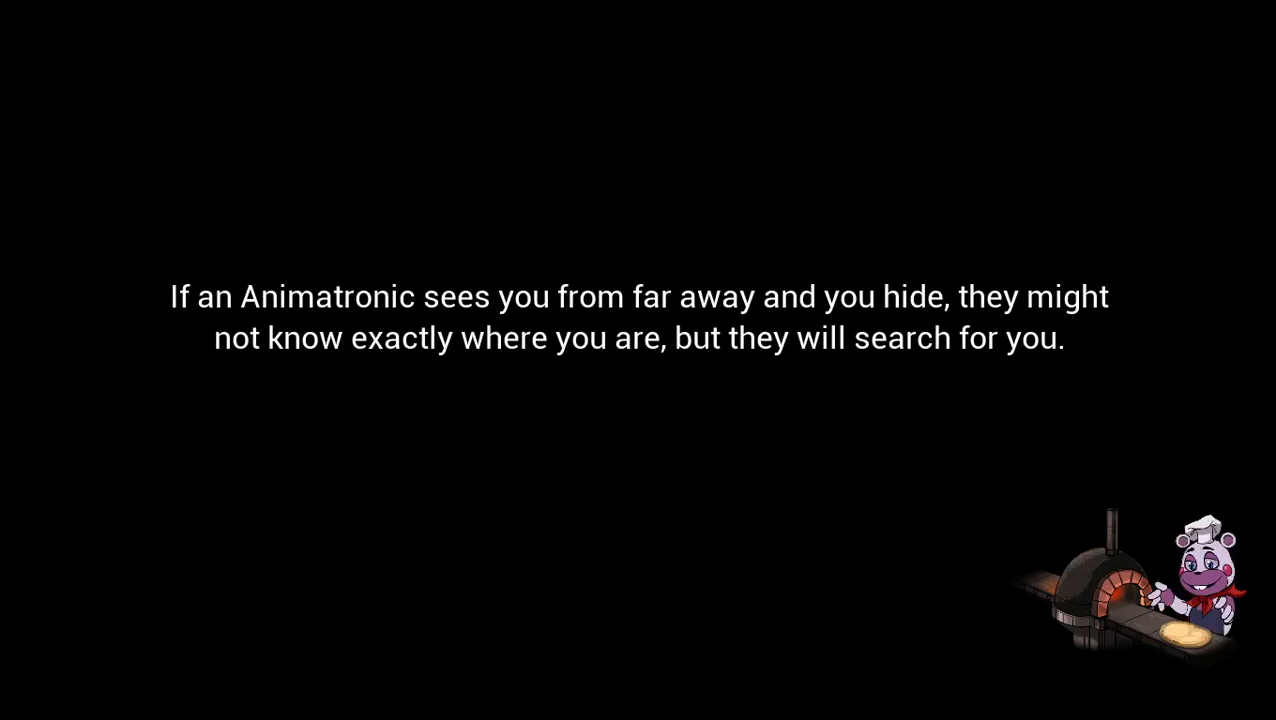 If an Animatronic sees you from far away and you hide, they might
not know exactly where you are, but they will search for you.